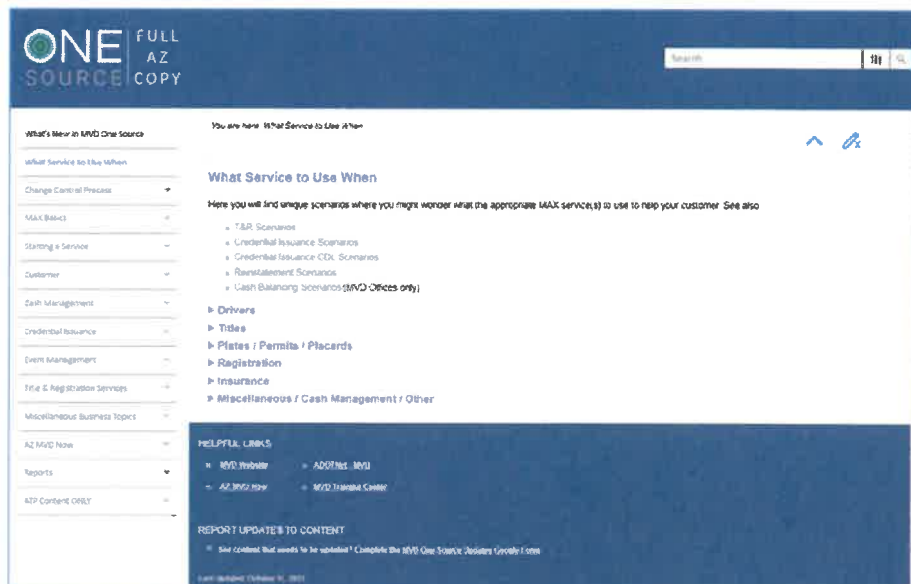 ONE SOURCE
FULL
AZ
COPY
Search
What's New in MVD One Source
What Service to Use When
Change Control Process
MAX Basics
Starting a Service
Customer
Cash Management
Credential Issuance
Event Management
Title & Registration Services
Miscellaneous Business Topics
AZ MVD Now
Reports
ATP Content ONLY
You are here: What Service to Use When
What Service to Use When
Here you will find unique scenarios where you might wonder what the appropriate MAX service(s) to use to help your customer. See also
T&R Scenarios
Credential Issuance Scenarios
Credential Issuance CDL Scenarios
Reinstatement Scenarios
Cash Balancing Scenarios (MVD Offices only)
Drivers
Titles
Plates / Permits / Placards
Registration
Insurance
Miscellaneous / Cash Management / Other
HELPFUL LINKS
MVD Website
ADOTNet - MVD
AZ MVD Now
MVD Training Center
REPORT UPDATES TO CONTENT
See content that needs to be updated? Complete the MVD One Source Updates Google Form
Last Updated: October